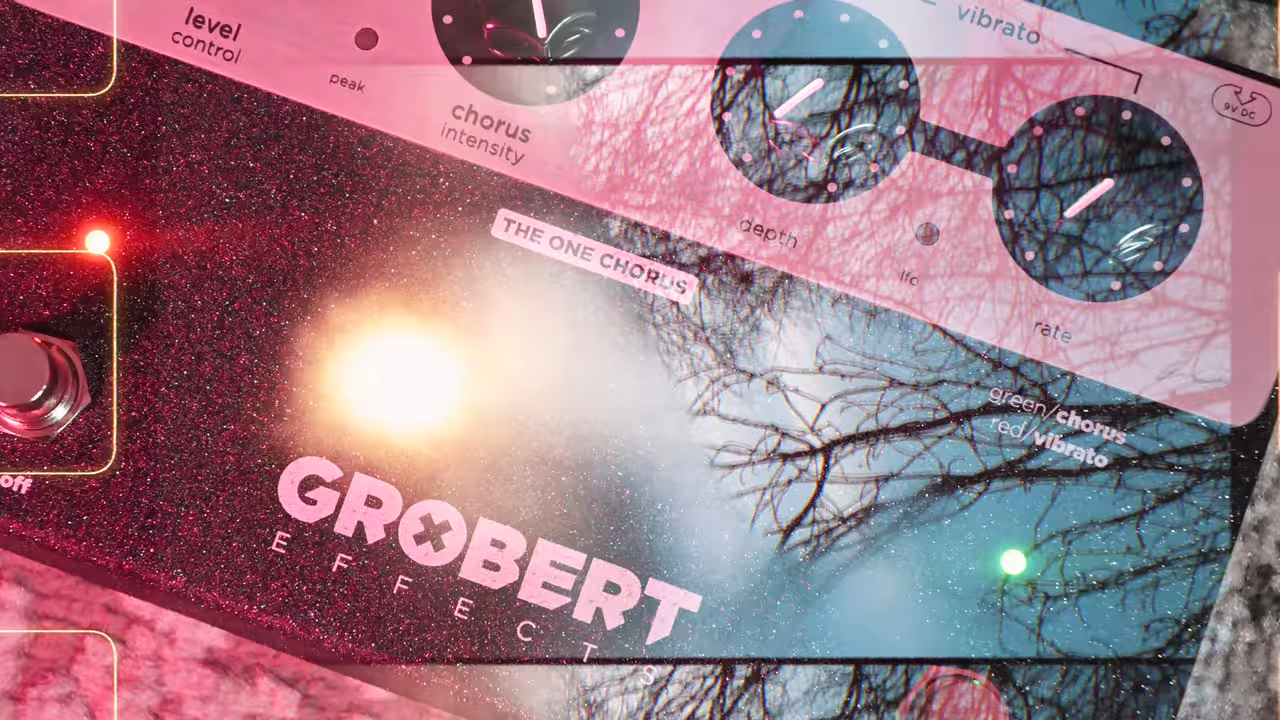 level
control
peak
chorus
intensity
vibrato
9V DC
depth
lfo
rate
THE ONE CHORUS
green/chorus
red/vibrato
off
GROBERT
EFFECTS